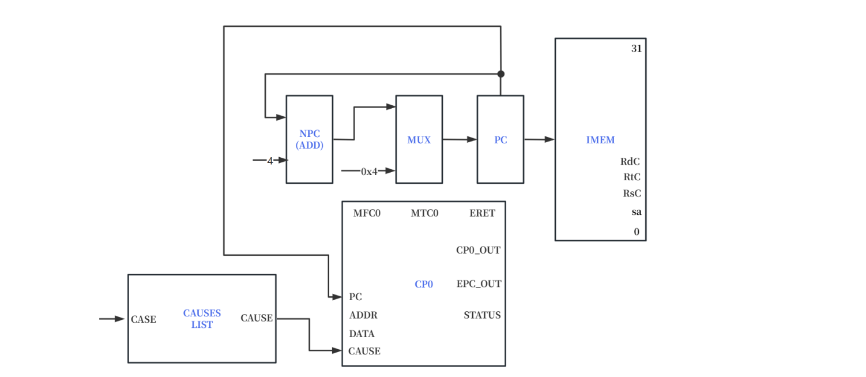 31
NPC
(ADD)
MUX
PC
IMEM
4
RdC
0x4
RtC
RsC
sa
0
MFC0 MTC0 ERET
CP0_OUT
CP0 EPC_OUT
PC
ADDR STATUS
DATA
CAUSE
CASE
CAUSES
LIST
CAUSE